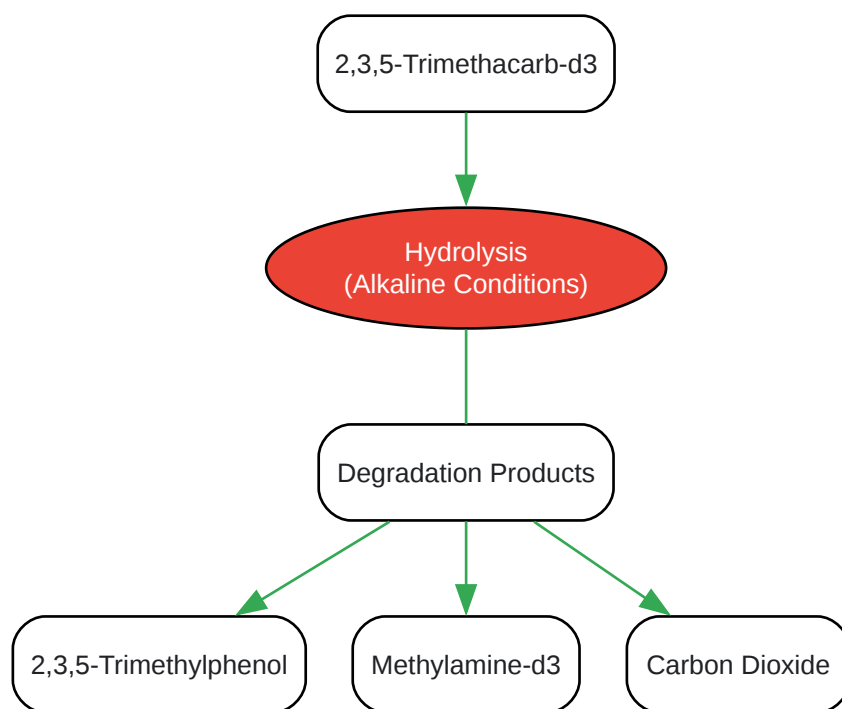 2,3,5-Trimethacarb-d3
Hydrolysis
(Alkaline Conditions)
Degradation Products
2,3,5-Trimethylphenol
Methylamine-d3
Carbon Dioxide